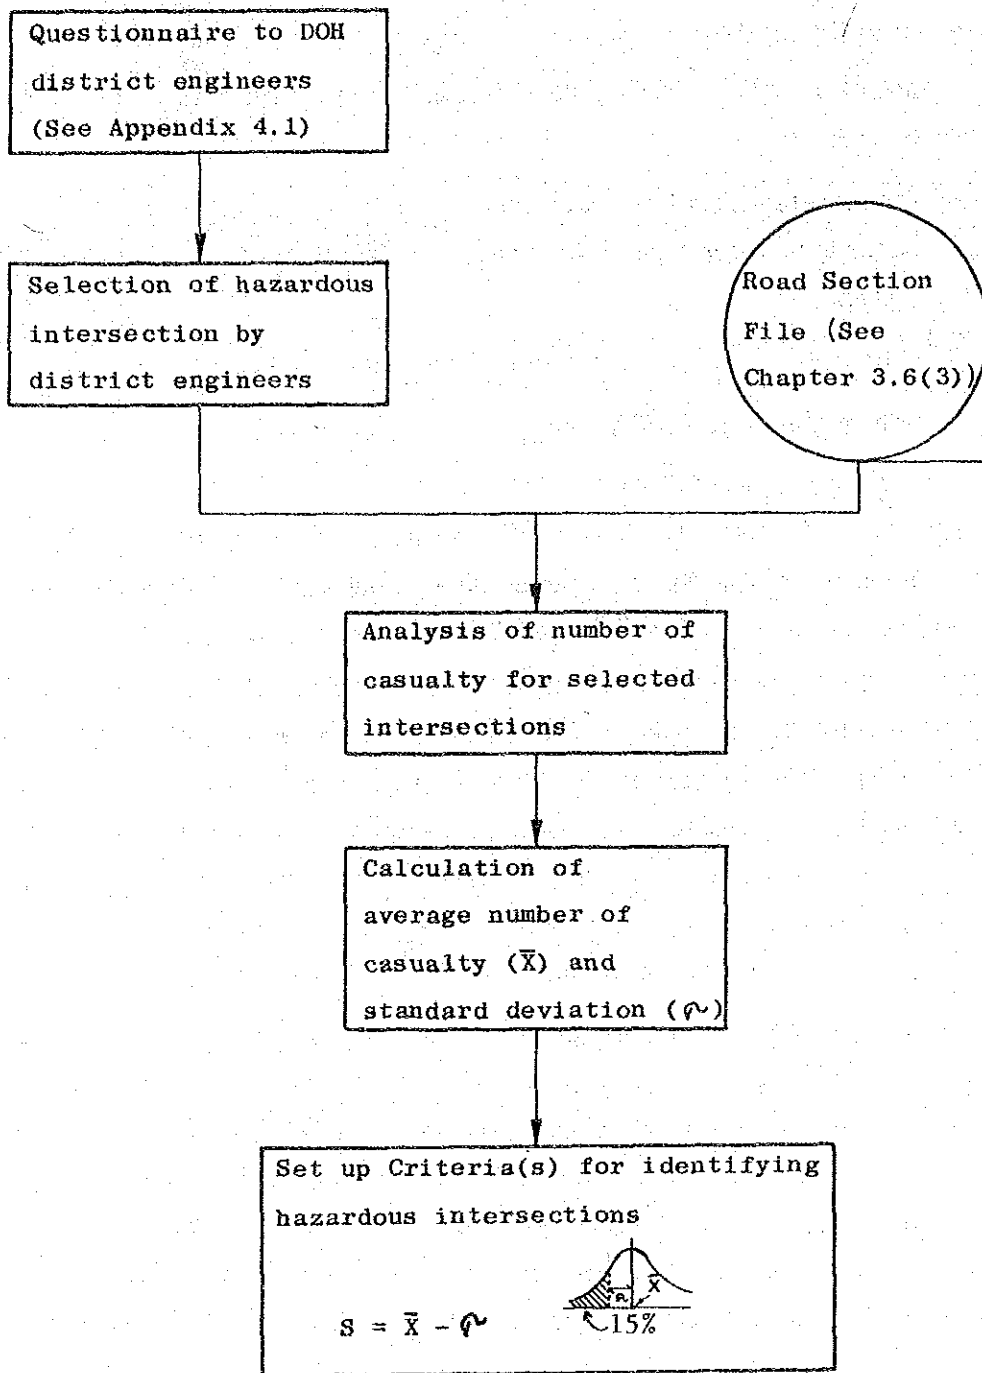 Questionnaire to DOH
district engineers
(See Appendix 4.1)
Selection of hazardous
intersection by
district engineers
Road Section
File (See
Chapter 3.6(3))
Analysis of number of
casualty for selected
intersections
Calculation of
average number of
casualty (X̄) and
standard deviation (σ)
Set up Criteria(s) for identifying
hazardous intersections
S = X̄ - σ
σ
X̄
15%